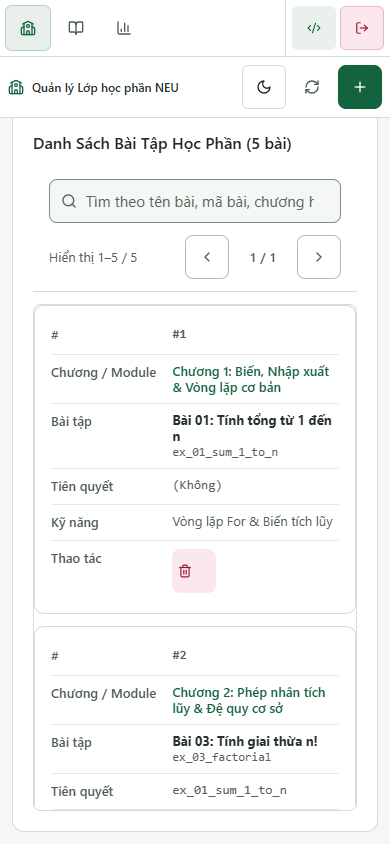 Quản lý Lớp học phần NEU
Danh Sách Bài Tập Học Phần (5 bài)
Tìm theo tên bài, mã bài, chương h
Hiển thị 1–5 / 5
1 / 1
# #1
Chương / Module Chương 1: Biến, Nhập xuất
& Vòng lặp cơ bản
Bài tập Bài 01: Tính tổng từ 1 đến
n
ex_01_sum_1_to_n
Tiên quyết (Không)
Kỹ năng Vòng lặp For & Biến tích lũy
Thao tác
# #2
Chương / Module Chương 2: Phép nhân tích
lũy & Đệ quy cơ sở
Bài tập Bài 03: Tính giai thừa n!
ex_03_factorial
Tiên quyết ex_01_sum_1_to_n